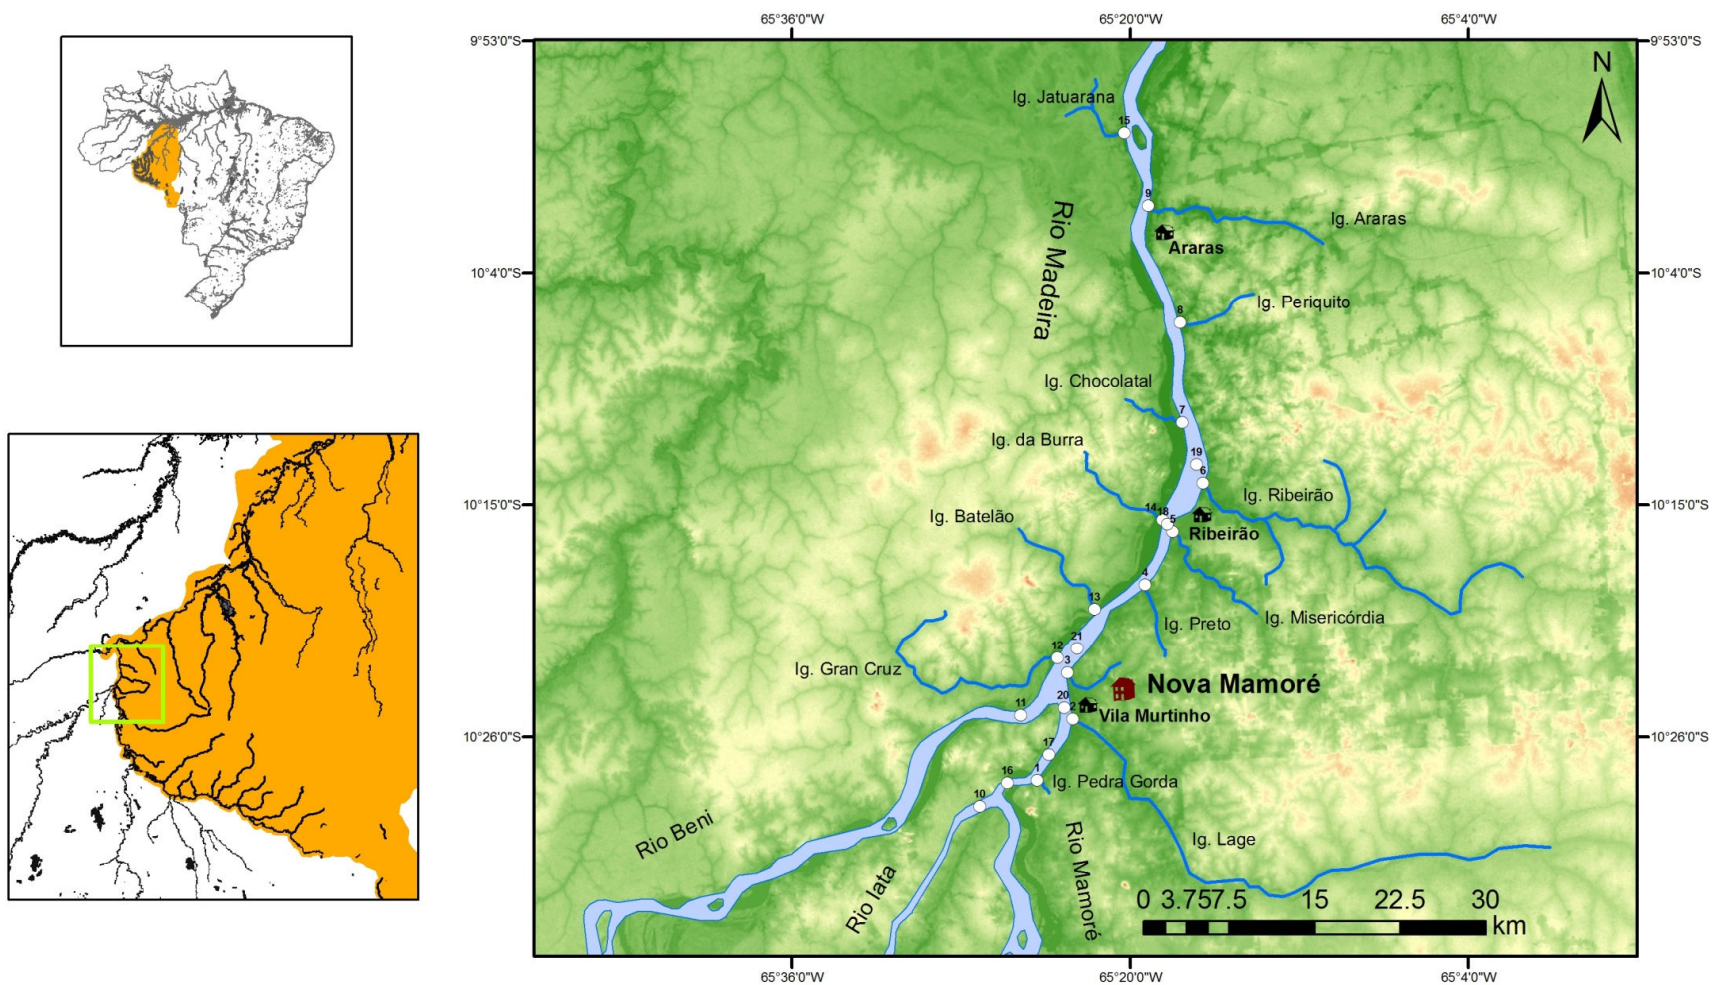 65°36'0"W
65°20'0"W
65°4'0"W
9°53'0"S
9°53'0"S
N
Ig. Jatuarana
15
9
Ig. Araras
Rio Madeira
Araras
10°4'0"S
10°4'0"S
8
Ig. Periquito
Ig. Chocolatal
7
Ig. da Burra
19
6
Ig. Ribeirão
10°15'0"S
10°15'0"S
14
18
5
Ig. Batelão
Ribeirão
4
13
Ig. Misericórdia
Ig. Preto
21
12
3
Ig. Gran Cruz
Nova Mamoré
11
20
2
Vila Murtinho
10°26'0"S
10°26'0"S
17
16
1
Ig. Pedra Gorda
10
Rio Beni
Rio Iata
Rio Mamoré
Ig. Lage
0 3.75 7.5 15 22.5 30
km
65°36'0"W
65°20'0"W
65°4'0"W